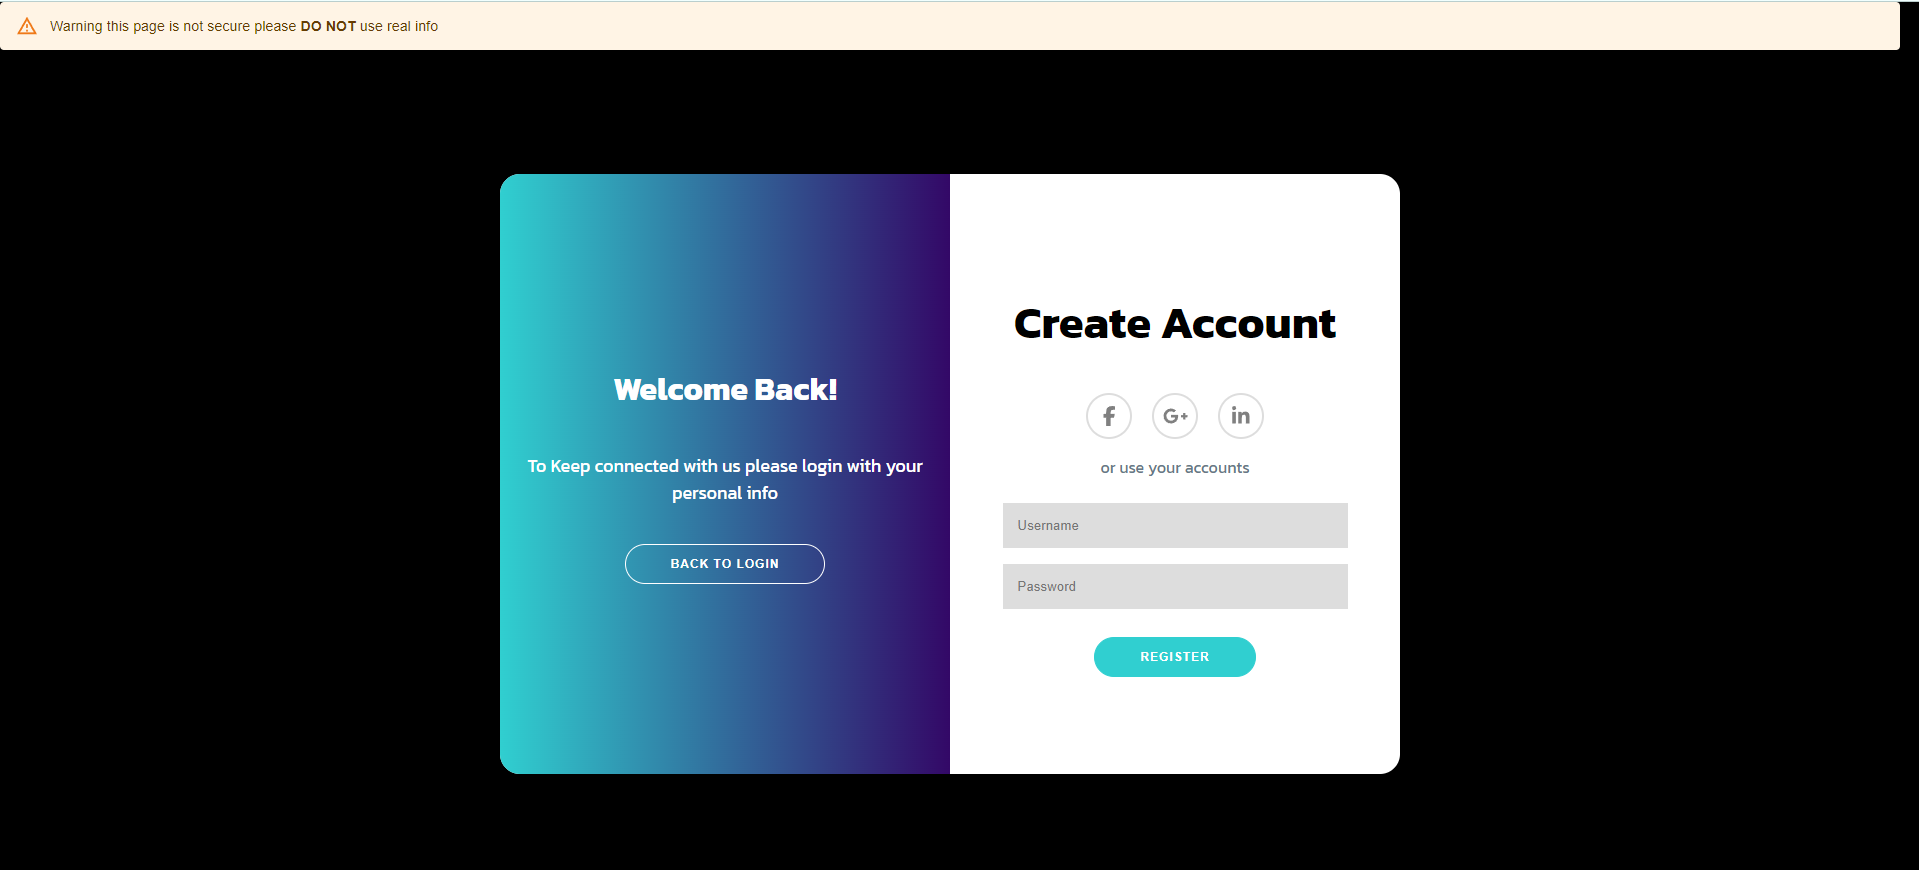 Warning this page is not secure please DO NOT use real info
Welcome Back!
To Keep connected with us please login with your
personal info
BACK TO LOGIN
Create Account
f
G+
in
or use your accounts
Username
Password
REGISTER